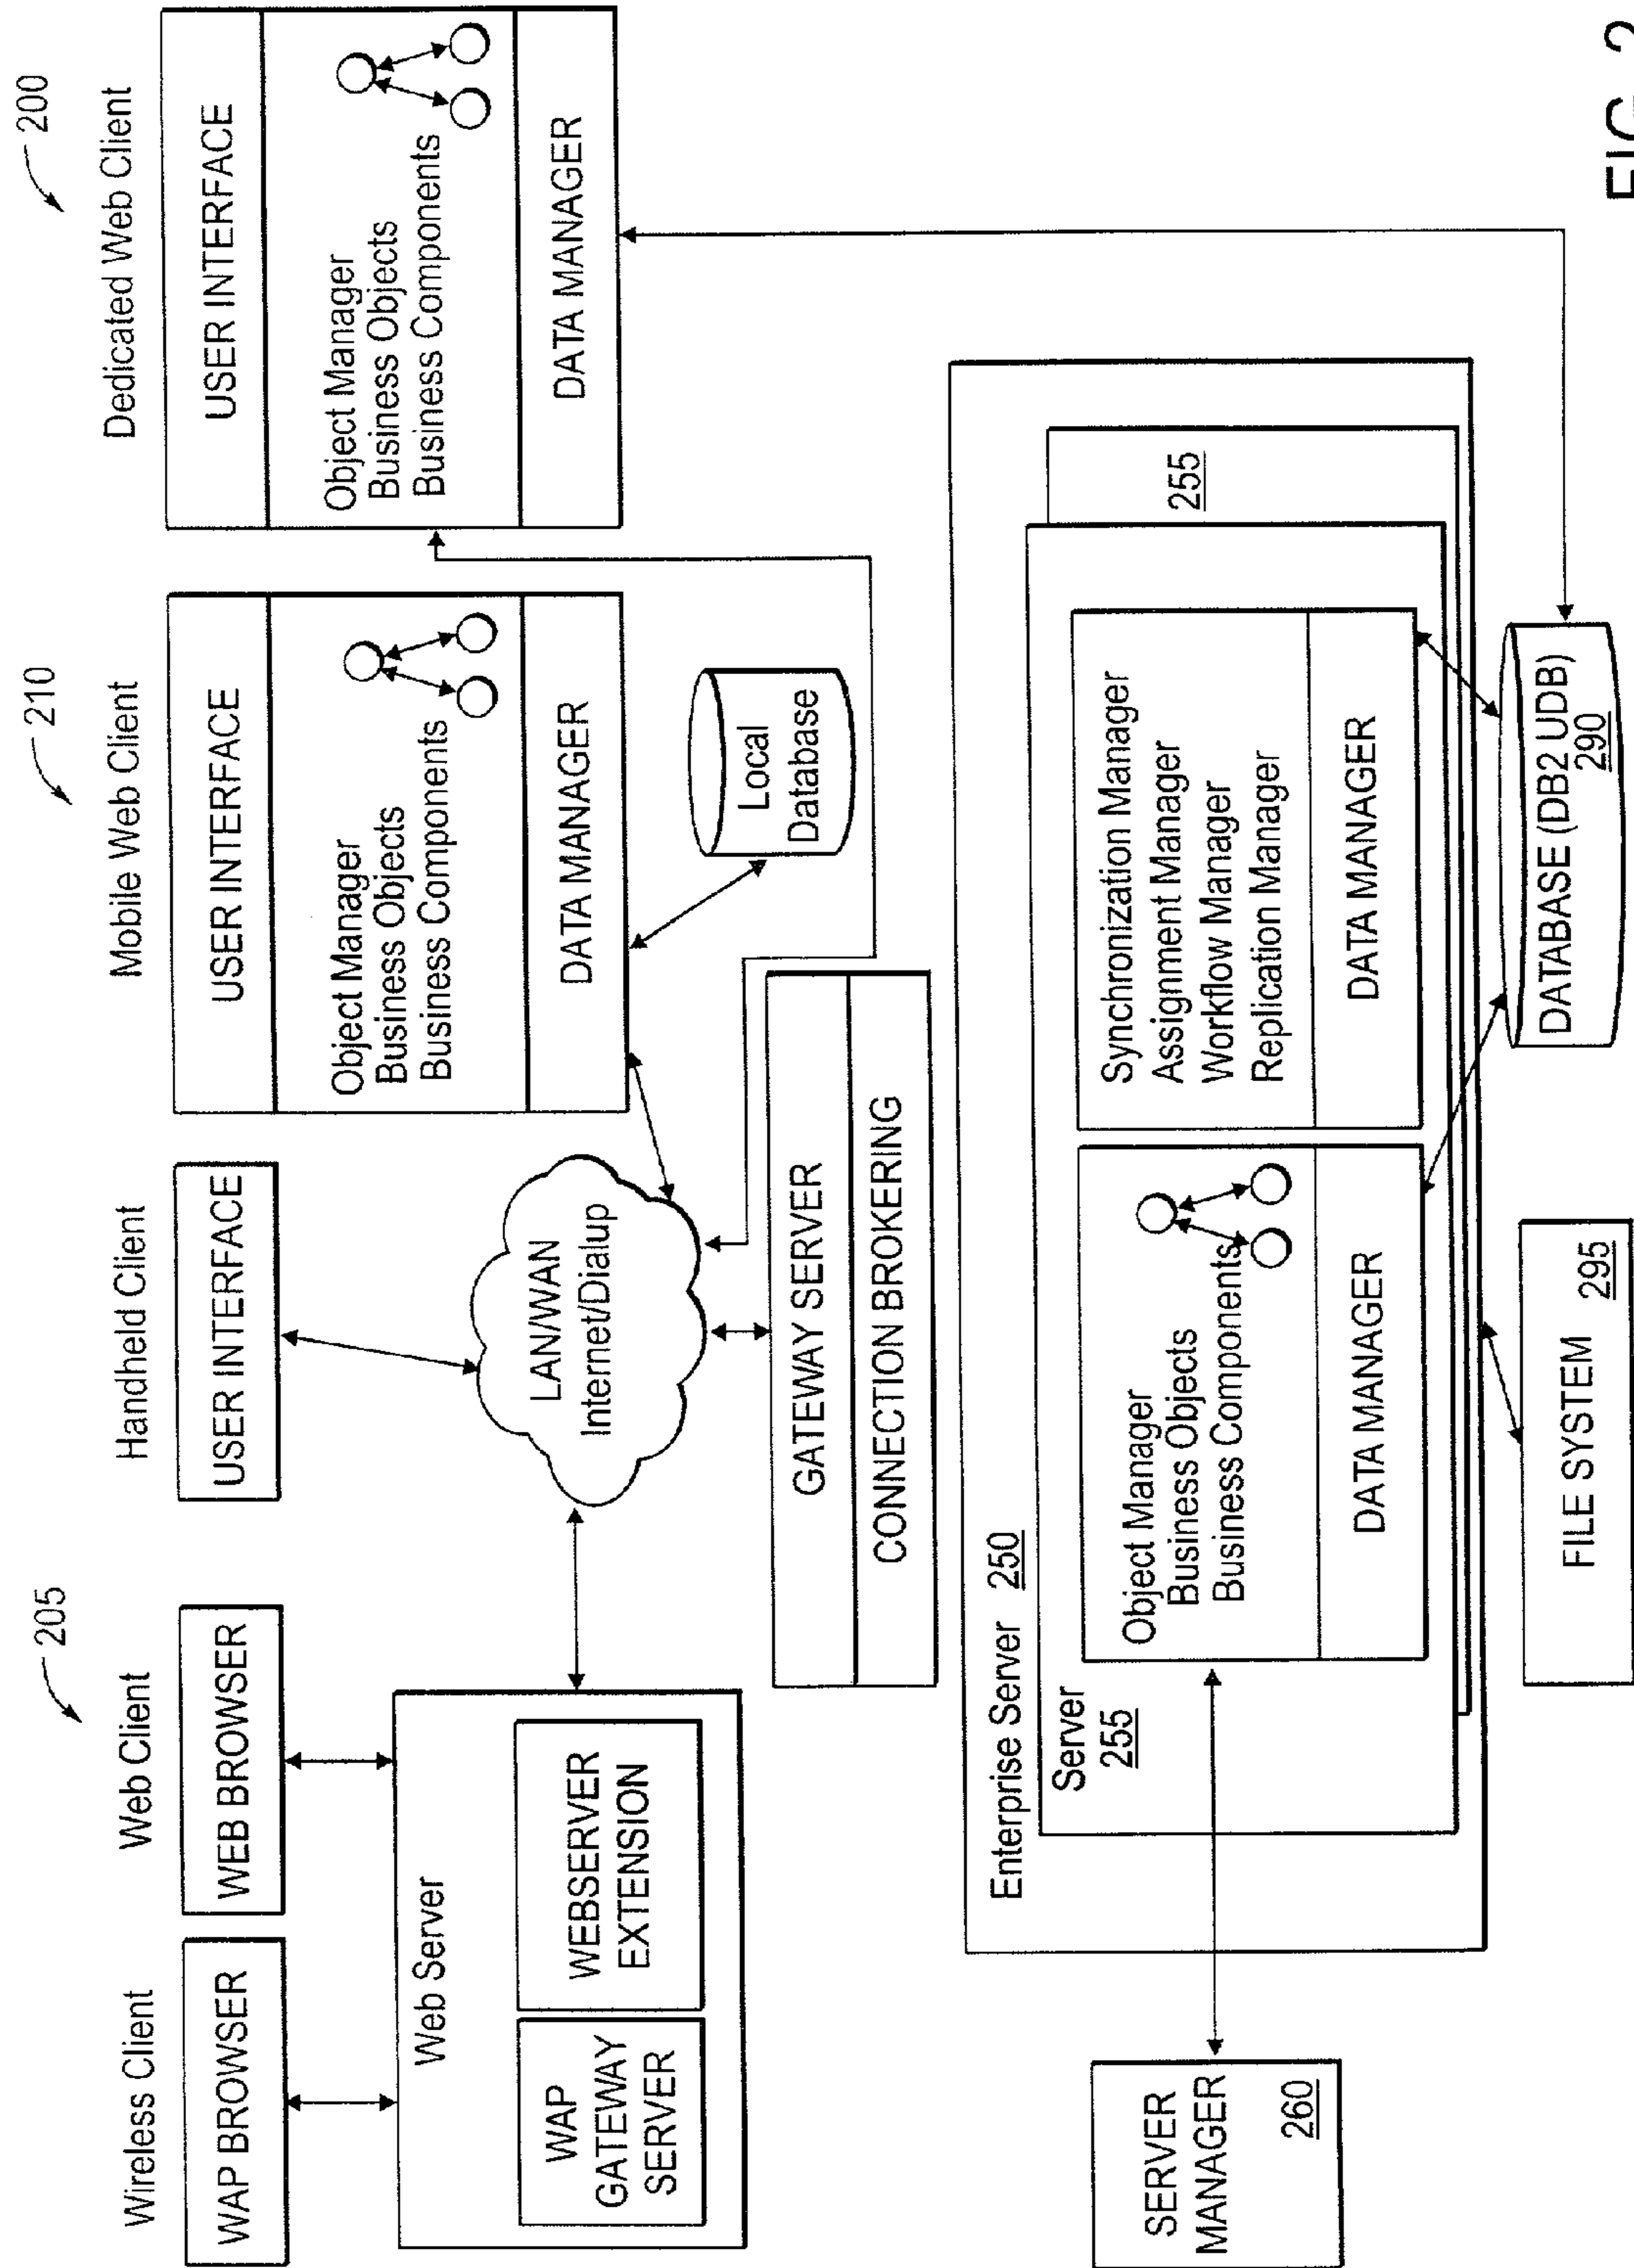 205
210
200
Wireless Client
Web Client
Handheld Client
Mobile Web Client
Dedicated Web Client
WAP BROWSER
WEB BROWSER
USER INTERFACE
USER INTERFACE
Object Manager
Business Objects
Business Components
DATA MANAGER
USER INTERFACE
Object Manager
Business Objects
Business Components
DATA MANAGER
Web Server
WAP
GATEWAY
SERVER
WEBSERVER
EXTENSION
LAN/WAN
Internet/Dialup
Local
Database
GATEWAY SERVER
CONNECTION BROKERING
Enterprise Server 250
Server
255
255
Object Manager
Business Objects
Business Components
DATA MANAGER
Synchronization Manager
Assignment Manager
Workflow Manager
Replication Manager
DATA MANAGER
SERVER
MANAGER
260
FILE SYSTEM
295
DATABASE (DB2 UDB)
290
FIG. 2